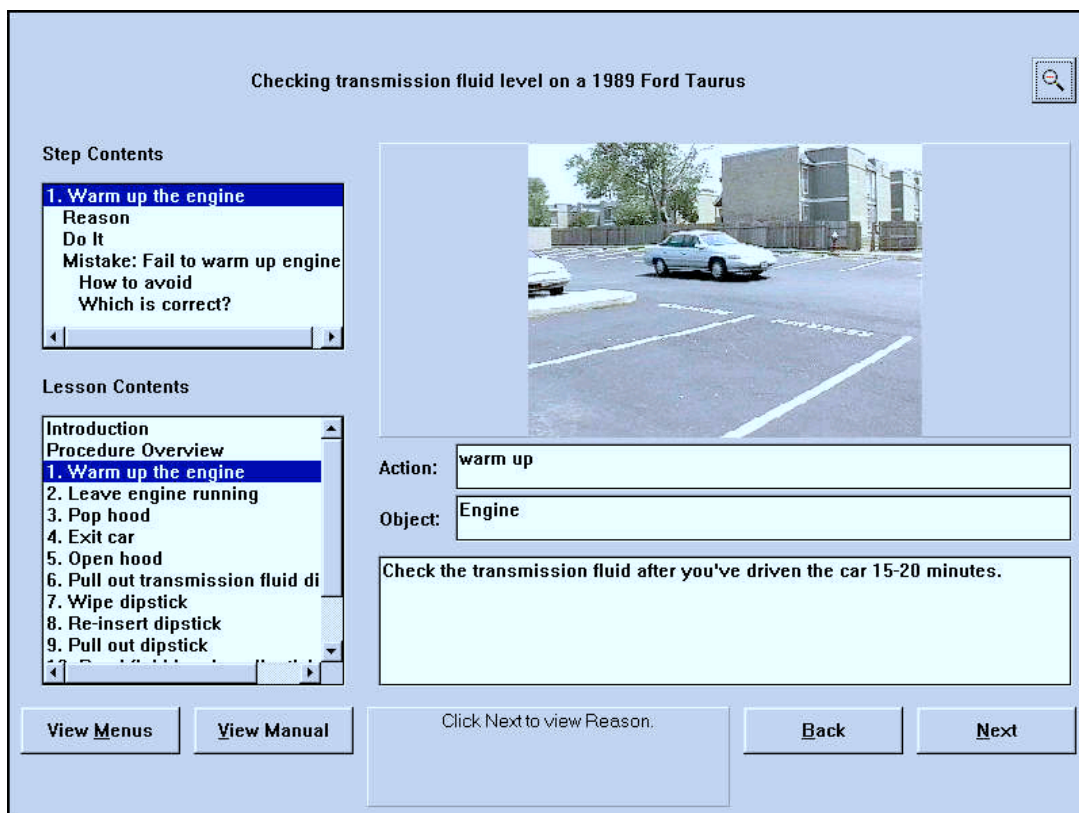 Checking transmission fluid level on a 1989 Ford Taurus
Step Contents
1. Warm up the engine
Reason
Do It
Mistake: Fail to warm up engine
How to avoid
Which is correct?
Lesson Contents
Introduction
Procedure Overview
1. Warm up the engine
2. Leave engine running
3. Pop hood
4. Exit car
5. Open hood
6. Pull out transmission fluid di
7. Wipe dipstick
8. Re-insert dipstick
9. Pull out dipstick
Action: warm up
Object: Engine
Check the transmission fluid after you've driven the car 15-20 minutes.
View Menus
View Manual
Click Next to view Reason.
Back
Next